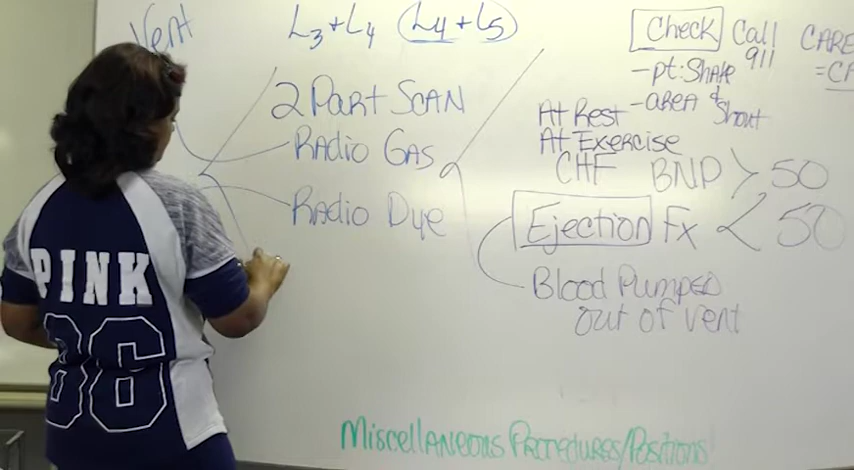 Vent
L3+L4 (L4+L5)
2 Part Scan
Radio Gas
Radio Dye
Check Call 911 CARE
-pt: Shake =CA
-area & Shout
At Rest
At Exercise
CHF BNP > 50
Ejection Fx < 50
Blood Pumped
out of vent
Miscellaneous Procedures/Positions
PINK
86